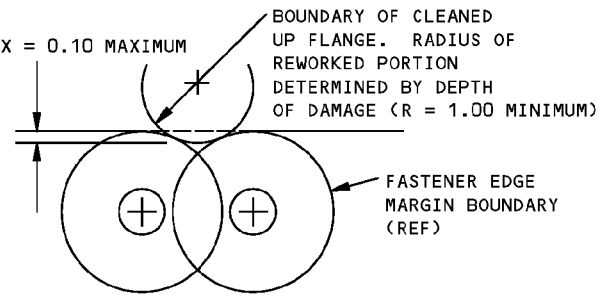 BOUNDARY OF CLEANED
UP FLANGE. RADIUS OF
REWORKED PORTION
DETERMINED BY DEPTH
OF DAMAGE (R = 1.00 MINIMUM)
X = 0.10 MAXIMUM
FASTENER EDGE
MARGIN BOUNDARY
(REF)